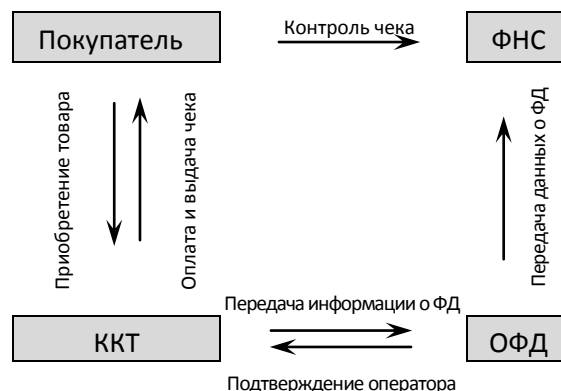 Покупатель
Контроль чека
ФНС
Приобретение товара
Оплата и выдача чека
Передача данных о ФД
Передача информации о ФД
ККТ
ОФД
Подтверждение оператора